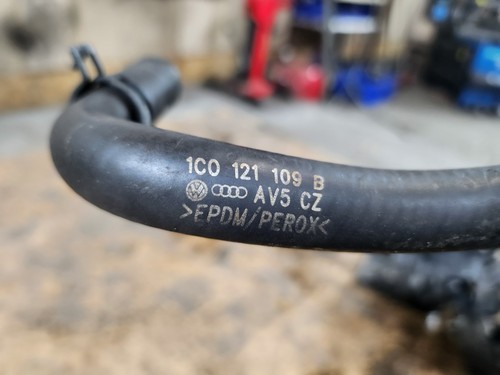 1C0 121 109 B
AV5 CZ
>EPDM/PEROX<